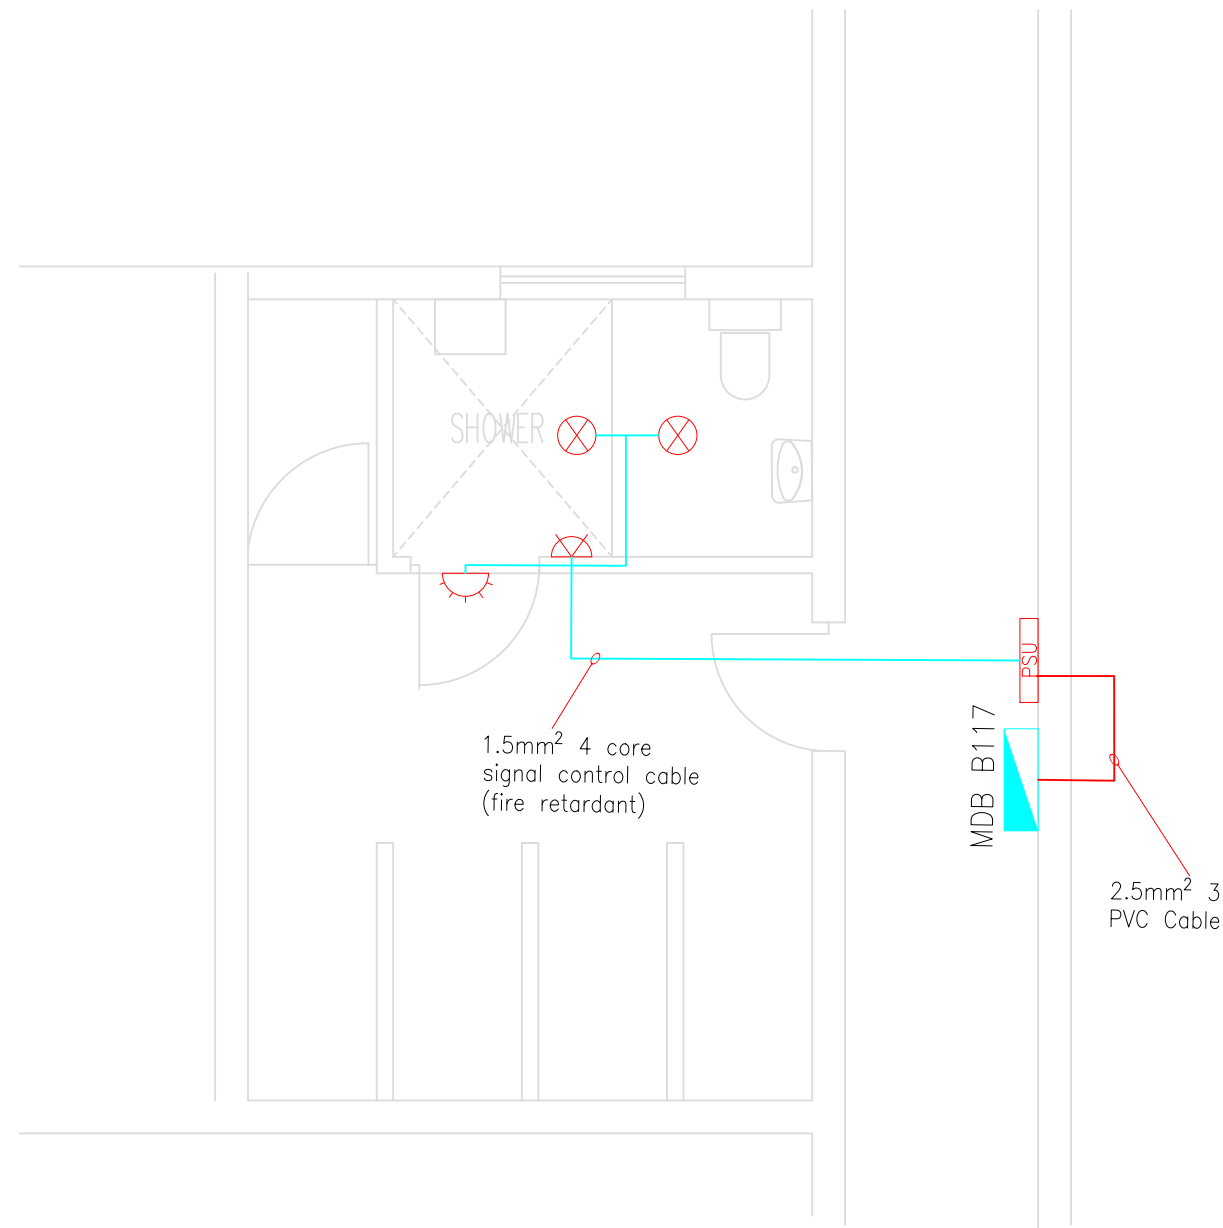 SHOWER
PSU
1.5mm² 4 core
signal control cable
(fire retardant)
MDB B117
2.5mm² 3
PVC Cable